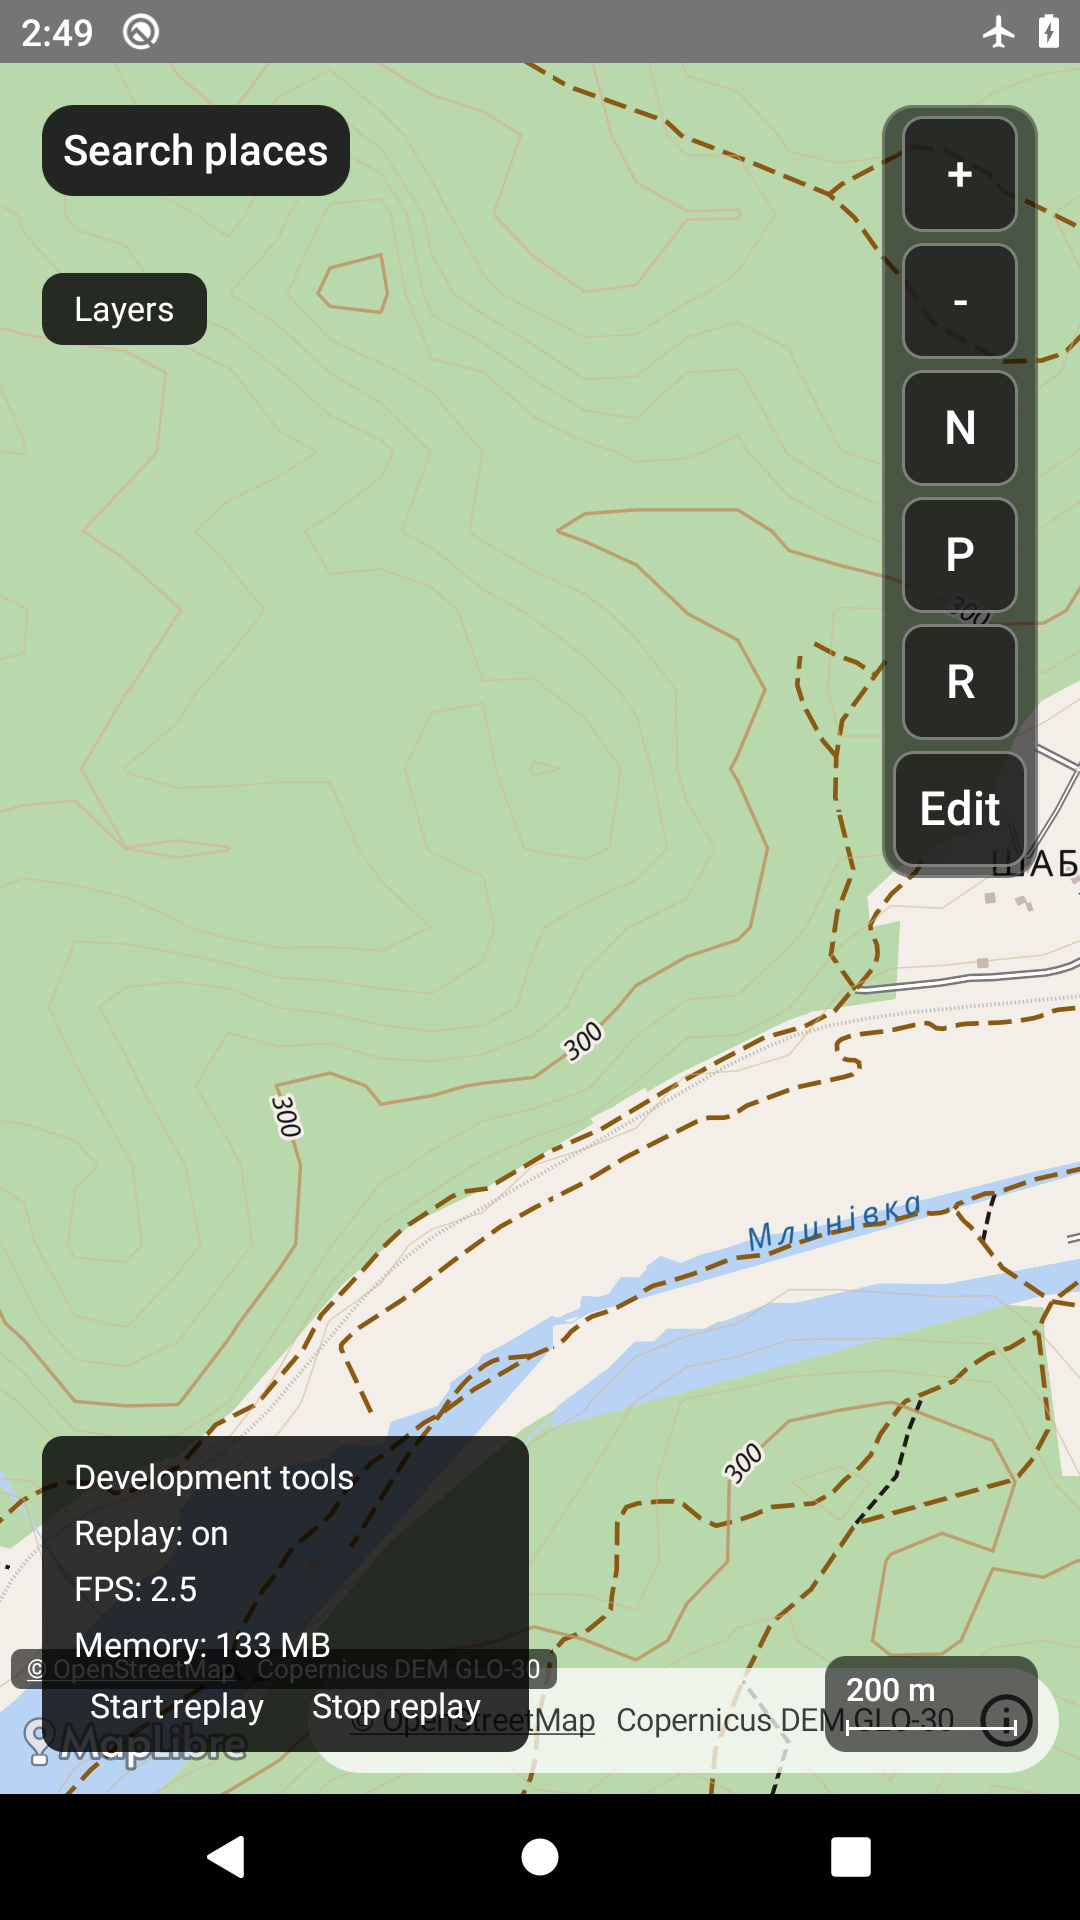 2:49
Search places
+
Layers
-
N
P
300
R
Edit
ШАБ
300
300
Млинівка
300
Development tools
Replay: on
FPS: 2.5
Memory: 133 MB
© OpenStreetMap Copernicus DEM GLO-30
Start replay Stop replay
© OpenStreetMap Copernicus DEM GLO-30
200 m
MapLibre